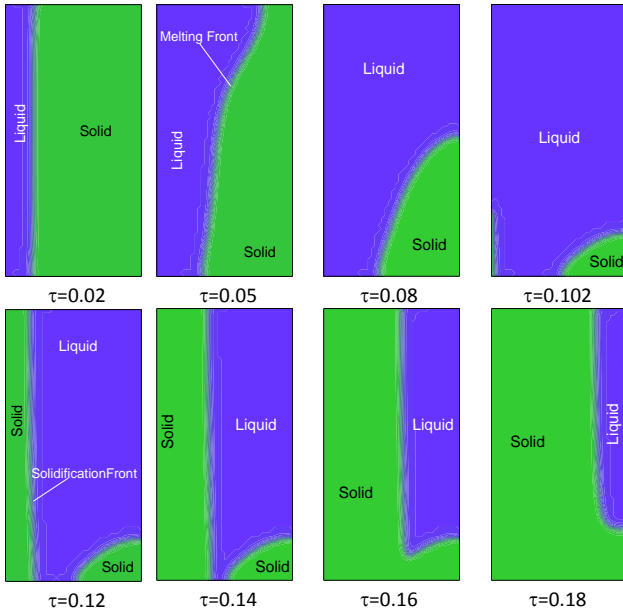 Liquid
Solid
τ=0.02
Melting Front
Liquid
Solid
τ=0.05
Liquid
Solid
τ=0.08
Liquid
Solid
τ=0.102
Solid
Liquid
SolidificationFront
Solid
τ=0.12
Solid
Liquid
Solid
τ=0.14
Liquid
Solid
τ=0.16
Liquid
Solid
τ=0.18